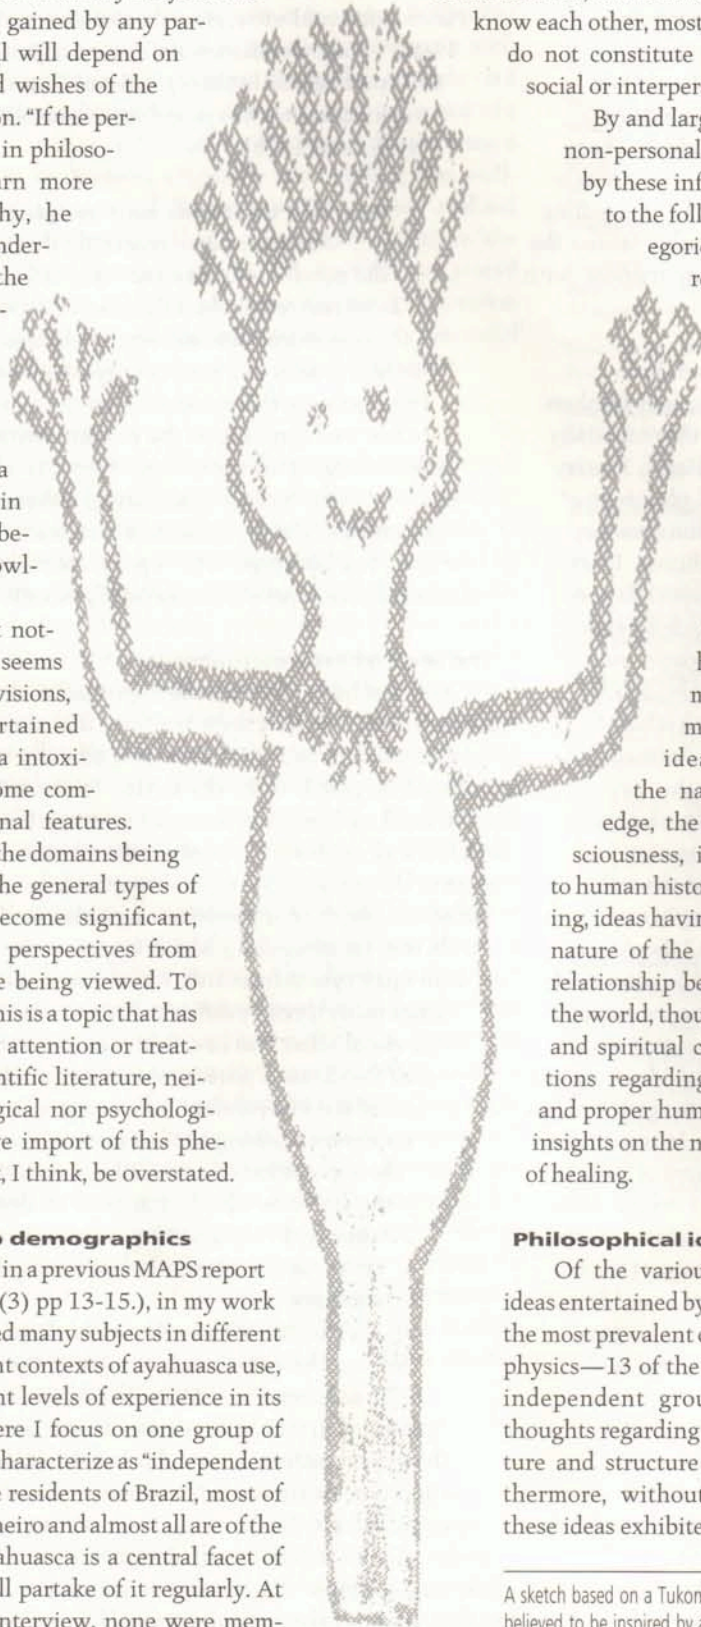 gained by any par-
l will depend on
d wishes of the
on. “If the per-
in philoso-
arn more
hy, he
nder-
the
-
a
in
be-
owl-
not-
seems
visions,
rtained
a intoxi-
ome com-
nal features.
the domains being
he general types of
ecome significant,
perspectives from
e being viewed. To
his is a topic that has
attention or treat-
ntific literature, nei-
gical nor psychologi-
e import of this phe-
, I think, be overstated.
o demographics
in a previous MAPS report
(3) pp 13-15.), in my work
ed many subjects in different
nt contexts of ayahuasca use,
nt levels of experience in its
ere I focus on one group of
haracterize as “independent
e residents of Brazil, most of
neiro and almost all are of the
ahuasca is a central facet of
ll partake of it regularly. At
interview, none were mem-
know each other, most
do not constitute
social or interper
By and larg
non-personal
by these inf
to the foll
egori
r
m
m
idea
the na
edge, the
sciousness, i
to human histo
ing, ideas havin
nature of the
relationship be
the world, thou
and spiritual c
tions regarding
and proper hum
insights on the n
of healing.
Philosophical i
Of the variou
ideas entertained by
the most prevalent
physics—13 of the
independent grou
thoughts regarding
ture and structure
thermore, without
these ideas exhibite
A sketch based on a Tukon
believed to be inspired by a